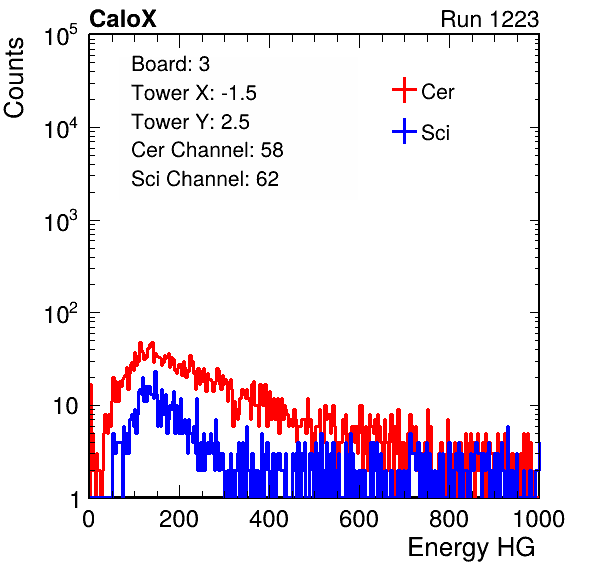 CaloX Run 1223
Counts
Board: 3
Tower X: -1.5
Tower Y: 2.5
Cer Channel: 58
Sci Channel: 62
Cer
Sci
10^5
10^4
10^3
10^2
10
1
0 200 400 600 800 1000
Energy HG